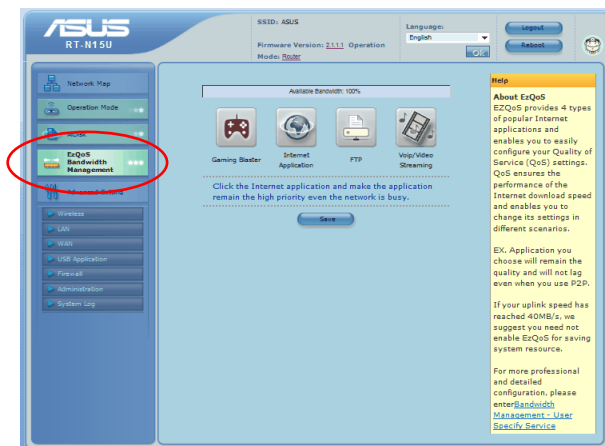 ASUS
RT-N15U
SSID: ASUS
Firmware Version: 2.1.1.1 Operation
Mode: Router
Language:
English
Ok
Logout
Reboot
Network Map
Operation Mode
AiDisk
EzQoS
Bandwidth
Management
Advanced Setting
Wireless
LAN
WAN
USB Application
Firewall
Administration
System Log
Available Bandwidth: 100%
Gaming Blaster
Internet
Application
FTP
Voip/Video
Streaming
Click the Internet application and make the application
remain the high priority even the network is busy.
Save
Help
About EzQoS
EZQoS provides 4 types
of popular Internet
applications and
enables you to easily
configure your Quality of
Service (QoS) settings.
QoS ensures the
performance of the
Internet download speed
and enables you to
change its settings in
different scenarios.
EX. Application you
choose will remain the
quality and will not lag
even when you use P2P.
If your uplink speed has
reached 40MB/s, we
suggest you need not
enable EzQoS for saving
system resource.
For more professional
and detailed
configuration, please
enterBandwidth
Management - User
Specify Service